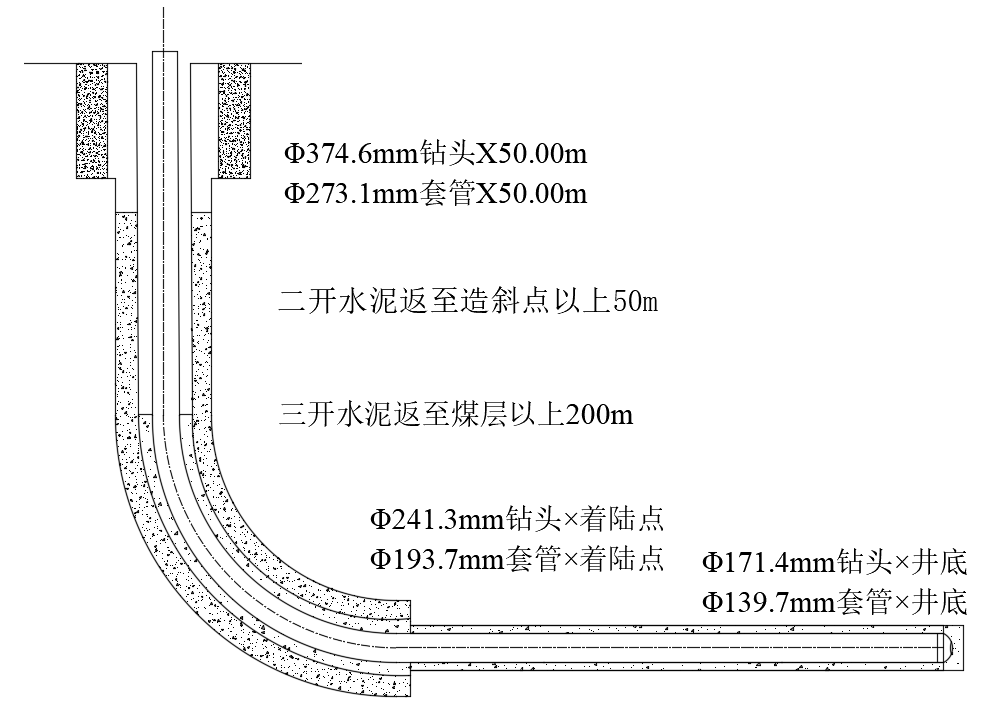 Φ374.6mm钻头X50.00m
Φ273.1mm套管X50.00m
二开水泥返至造斜点以上50m
三开水泥返至煤层以上200m
Φ241.3mm钻头×着陆点
Φ193.7mm套管×着陆点
Φ171.4mm钻头×井底
Φ139.7mm套管×井底